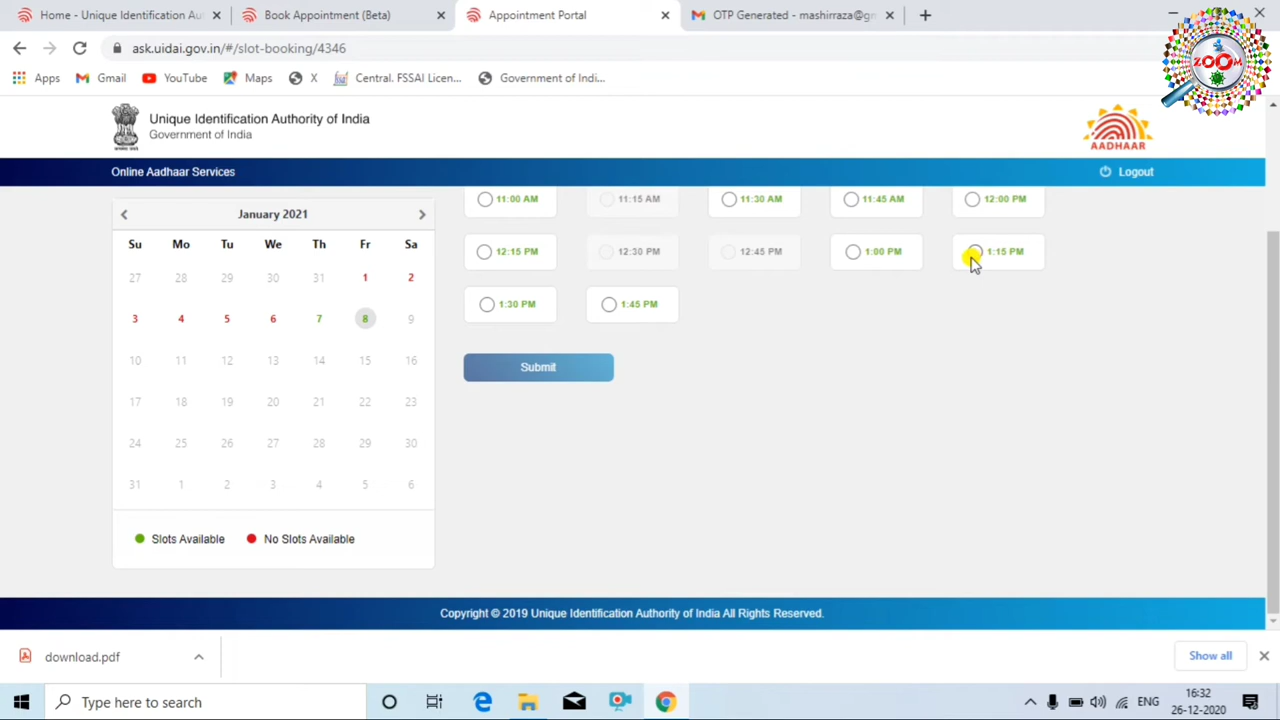 Home - Unique Identification Aut
Book Appointment (Beta)
Appointment Portal
OTP Generated - mashirraza@gm
ask.uidai.gov.in/#/slot-booking/4346
Apps
Gmail
YouTube
Maps
X
Central. FSSAI Licen...
Government of Indi...
ZOOM
Unique Identification Authority of India
Government of India
AADHAAR
Online Aadhaar Services
Logout
11:00 AM 11:15 AM 11:30 AM 11:45 AM 12:00 PM
12:15 PM 12:30 PM 12:45 PM 1:00 PM 1:15 PM
1:30 PM 1:45 PM
Submit
January 2021
Su Mo Tu We Th Fr Sa
27 28 29 30 31 1 2
3 4 5 6 7 8 9
10 11 12 13 14 15 16
17 18 19 20 21 22 23
24 25 26 27 28 29 30
31 1 2 3 4 5 6
Slots Available
No Slots Available
Copyright © 2019 Unique Identification Authority of India All Rights Reserved.
download.pdf
Show all
Type here to search
ENG
16:32
26-12-2020